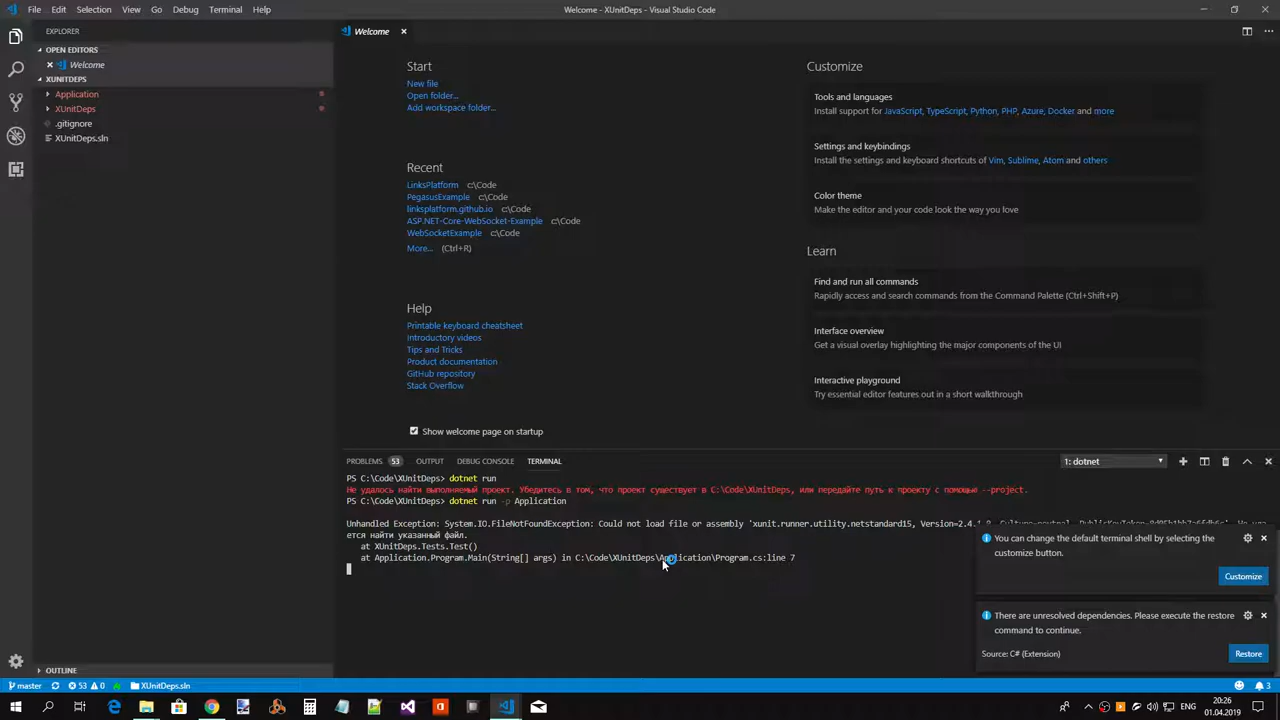 File Edit Selection View Go Debug Terminal Help
Welcome - XUnitDeps - Visual Studio Code
EXPLORER
OPEN EDITORS
Welcome
XUNITDEPS
Application
XUnitDeps
.gitignore
XUnitDeps.sln
OUTLINE
Welcome
Start
New file
Open folder...
Add workspace folder...
Recent
LinksPlatform c:\Code
PegasusExample c:\Code
linksplatform.github.io c:\Code
ASP.NET-Core-WebSocket-Example c:\Code
WebSocketExample c:\Code
More... (Ctrl+R)
Help
Printable keyboard cheatsheet
Introductory videos
Tips and Tricks
Product documentation
GitHub repository
Stack Overflow
Show welcome page on startup
Customize
Tools and languages
Install support for JavaScript, TypeScript, Python, PHP, Azure, Docker and more
Settings and keybindings
Install the settings and keyboard shortcuts of Vim, Sublime, Atom and others
Color theme
Make the editor and your code look the way you love
Learn
Find and run all commands
Rapidly access and search commands from the Command Palette (Ctrl+Shift+P)
Interface overview
Get a visual overlay highlighting the major components of the UI
Interactive playground
Try essential editor features out in a short walkthrough
PROBLEMS 53 OUTPUT DEBUG CONSOLE TERMINAL
1: dotnet
PS C:\Code\XUnitDeps> dotnet run
Не удалось найти выполняемый проект. Убедитесь в том, что проект существует в C:\Code\XUnitDeps, или передайте путь к проекту с помощью --project.
PS C:\Code\XUnitDeps> dotnet run -p Application
Unhandled Exception: System.IO.FileNotFoundException: Could not load file or assembly 'xunit.runner.utility.netstandard15, Version=2.4.1.0,
ется найти указанный файл.
at XUnitDeps.Tests.Test()
at Application.Program.Main(String[] args) in C:\Code\XUnitDeps\Application\Program.cs:line 7
You can change the default terminal shell by selecting the
customize button.
Customize
There are unresolved dependencies. Please execute the restore
command to continue.
Source: C# (Extension)
Restore
master 53 0 XUnitDeps.sln
3
ENG
20:26
01.04.2019